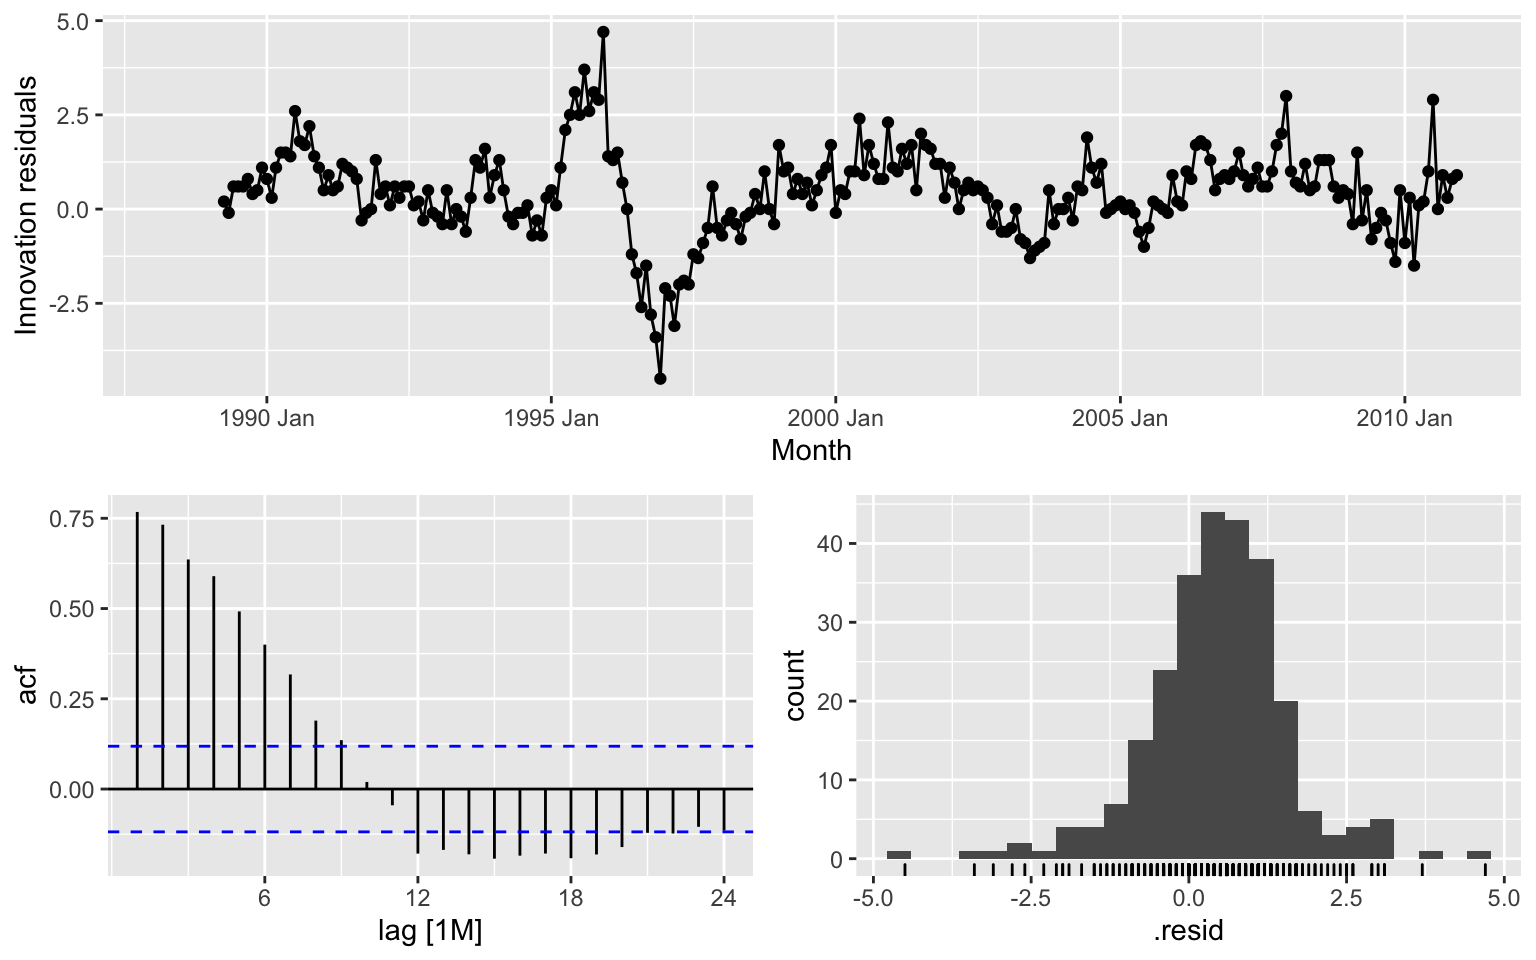 5.0
2.5
0.0
-2.5
Innovation residuals
1990 Jan 1995 Jan 2000 Jan 2005 Jan 2010 Jan
Month
0.75
0.50
0.25
0.00
acf
6 12 18 24
lag [1M]
40
30
20
10
0
count
-5.0 -2.5 0.0 2.5 5.0
.resid